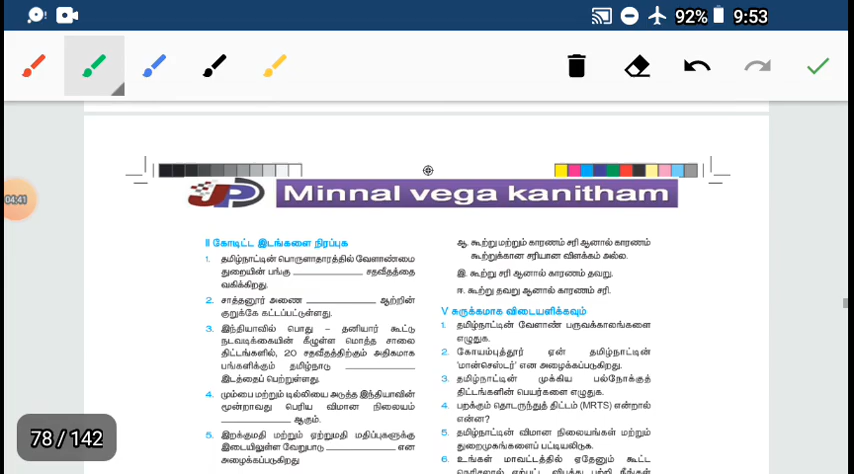 92% 9:53
04:41
JP Minnal vega kanitham
II கோடிட்ட இடங்களை நிரப்புக
1. தமிழ்நாட்டின் பொருளாதாரத்தில் வேளாண்மை
துறையின் பங்கு ____________ சதவீதத்தை
வகிக்கிறது.
2. சாத்தனூர் அணை ____________ ஆற்றின்
குறுக்கே கட்டப்பட்டுள்ளது.
3. இந்தியாவில் பொது – தனியார் கூட்டு
நடவடிக்கையின் கீழுள்ள மொத்த சாலை
திட்டங்களில், 20 சதவீதத்திற்கும் அதிகமாக
பங்களிக்கும் தமிழ்நாடு ____________
இடத்தைப் பெற்றுள்ளது.
4. மும்பை மற்றும் டில்லியை அடுத்த இந்தியாவின்
மூன்றாவது பெரிய விமான நிலையம்
____________ ஆகும்.
5. இறக்குமதி மற்றும் ஏற்றுமதி மதிப்புகளுக்கு
இடையிலுள்ள வேறுபாடு ____________ என
அழைக்கப்படுகிறது
ஆ. கூற்று மற்றும் காரணம் சரி ஆனால் காரணம்
கூற்றுக்கான சரியான விளக்கம் அல்ல.
இ. கூற்று சரி ஆனால் காரணம் தவறு.
ஈ. கூற்று தவறு ஆனால் காரணம் சரி.
V சுருக்கமாக விடையளிக்கவும்
1. தமிழ்நாட்டின் வேளாண் பருவக்காலங்களை
எழுதுக.
2. கோயம்புத்தூர் ஏன் தமிழ்நாட்டின்
'மான்செஸ்டர்' என அழைக்கப்படுகிறது.
3. தமிழ்நாட்டின் முக்கிய பல்நோக்குத்
திட்டங்களின் பெயர்களை எழுதுக.
4. பறக்கும் தொடருந்துத் திட்டம் (MRTS) என்றால்
என்ன?
5. தமிழ்நாட்டின் விமான நிலையங்கள் மற்றும்
துறைமுகங்களைப் பட்டியலிடுக.
6. உங்கள் மாவட்டத்தில் ஏதேனும் கூட்ட
78 / 142